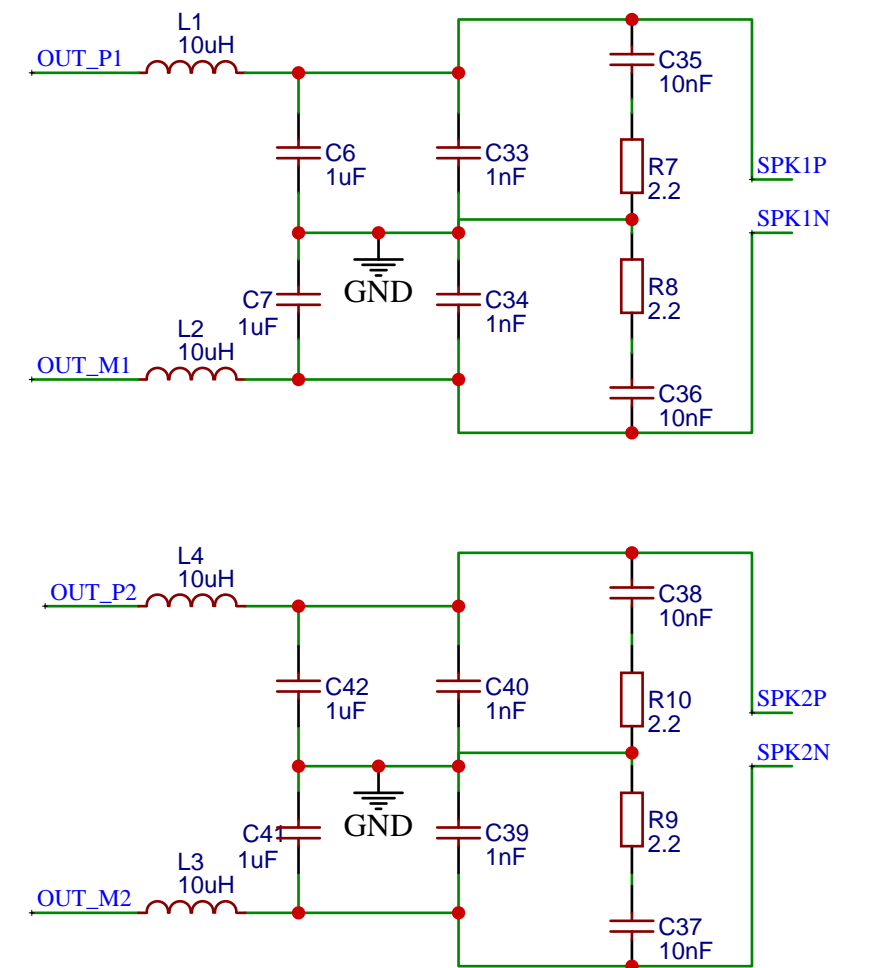 L1
10uH
OUT_P1
C35
10nF
C6
1uF
C33
1nF
R7
2.2
SPK1P
SPK1N
GND
C7
1uF
C34
1nF
R8
2.2
L2
10uH
OUT_M1
C36
10nF
L4
10uH
OUT_P2
C38
10nF
C42
1uF
C40
1nF
R10
2.2
SPK2P
SPK2N
GND
C41
1uF
C39
1nF
R9
2.2
L3
10uH
OUT_M2
C37
10nF